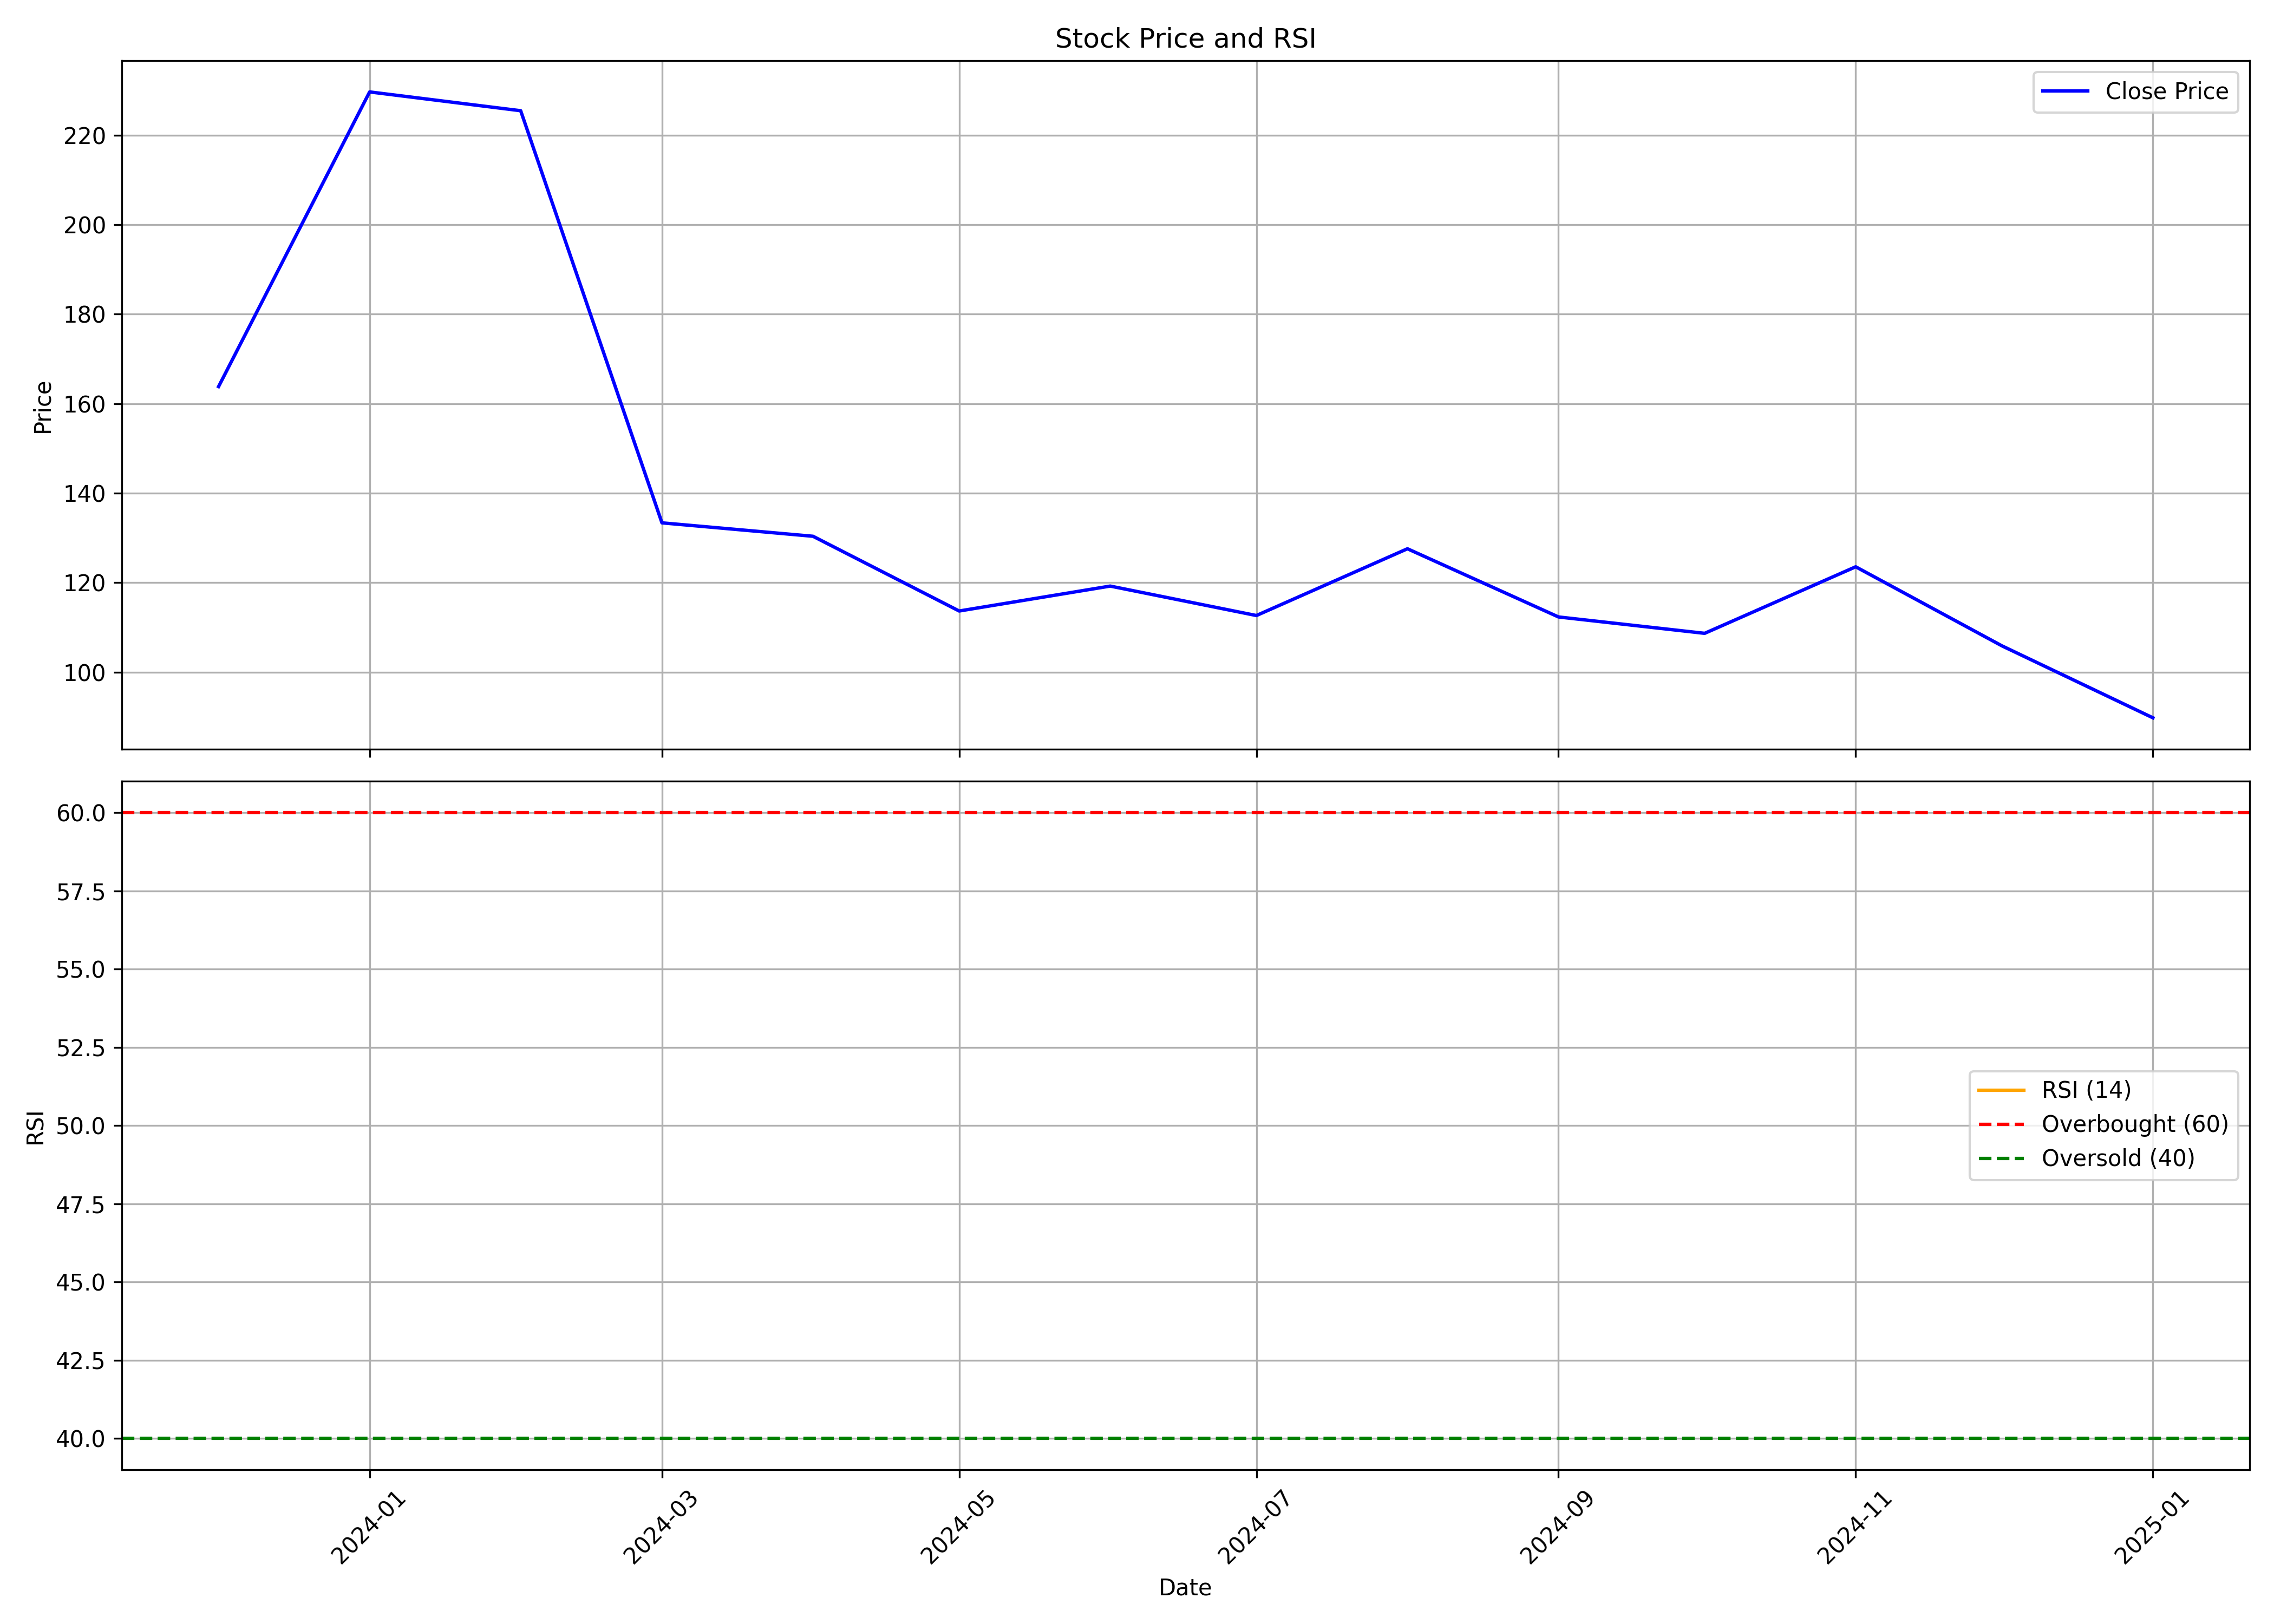 Stock Price and RSI
Close Price
220
200
180
160
140
120
100
Price
60.0
57.5
55.0
52.5
50.0
47.5
45.0
42.5
40.0
RSI
RSI (14)
Overbought (60)
Oversold (40)
2024-01
2024-03
2024-05
2024-07
2024-09
2024-11
2025-01
Date